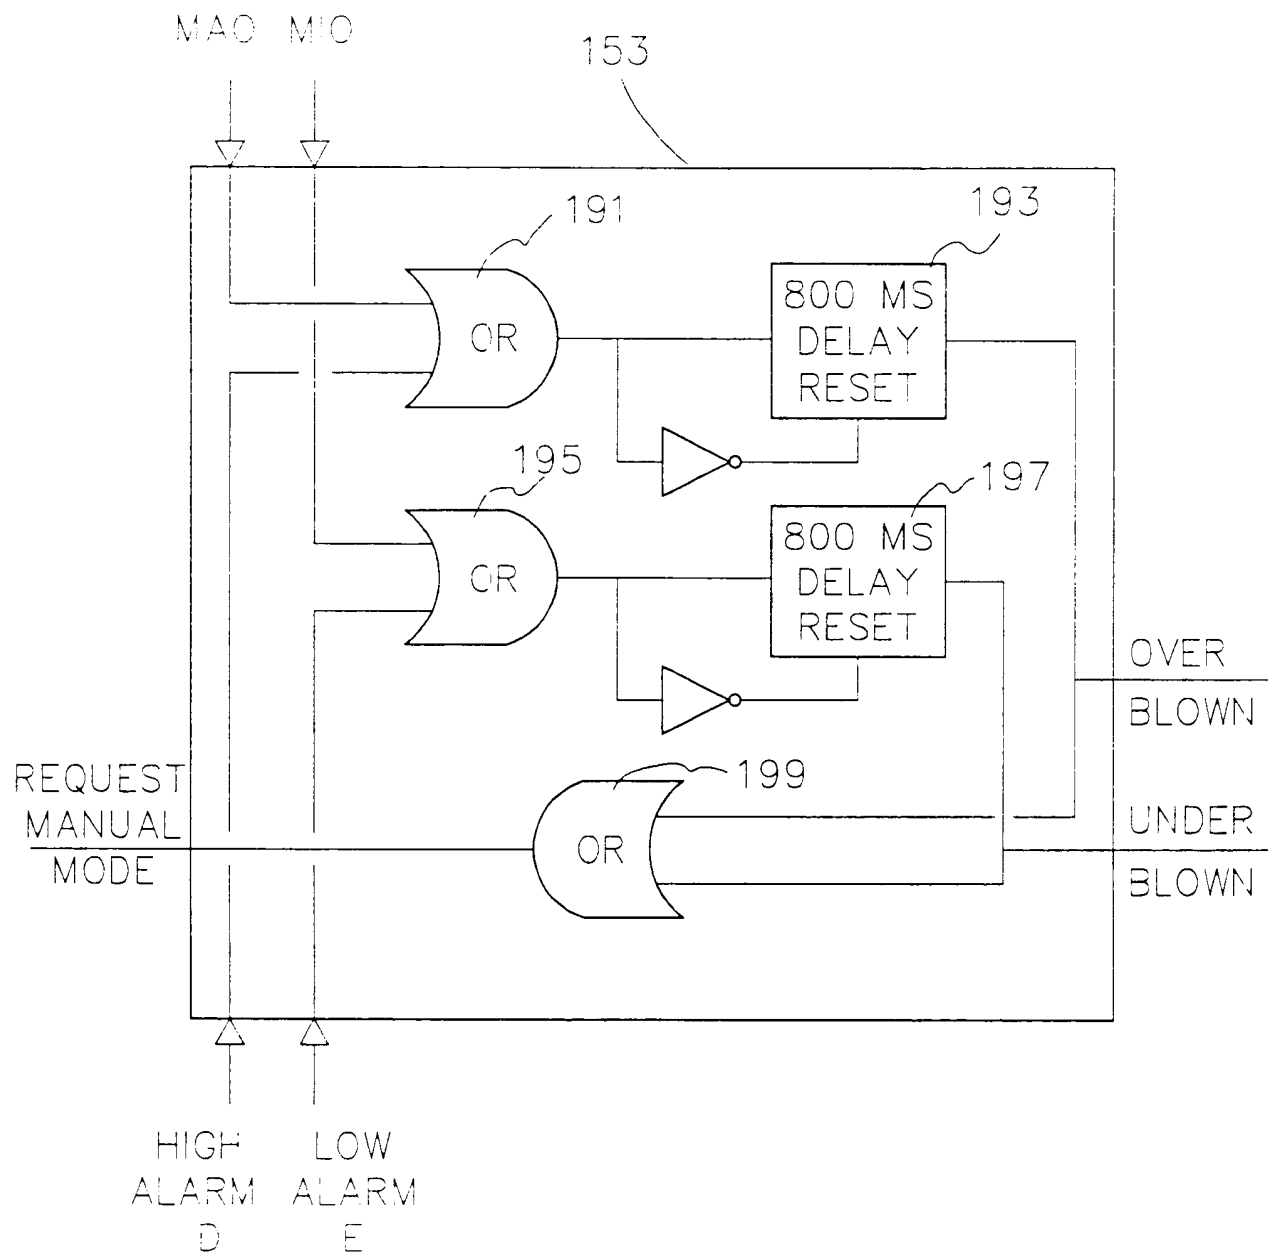 MAO MIO
153
191
193
OR
800 MS
DELAY
RESET
195
197
OR
800 MS
DELAY
RESET
OVER
BLOWN
199
REQUEST
MANUAL
MODE
OR
UNDER
BLOWN
HIGH
ALARM
D
LOW
ALARM
E